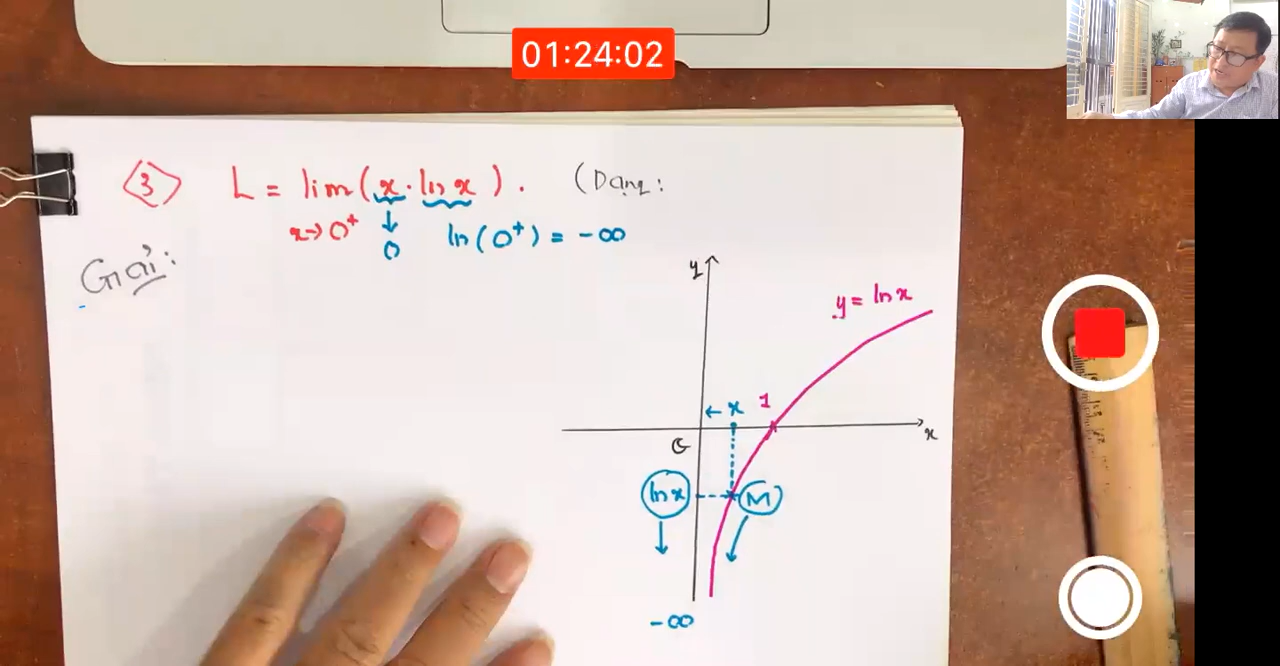 01:24:02
3 L = lim (x . ln x) . (Dạng:
x→0⁺ ↓ ln(0⁺) = -∞
0
Giải:
y
y = ln x
← x 1
O x
ln x M
-∞